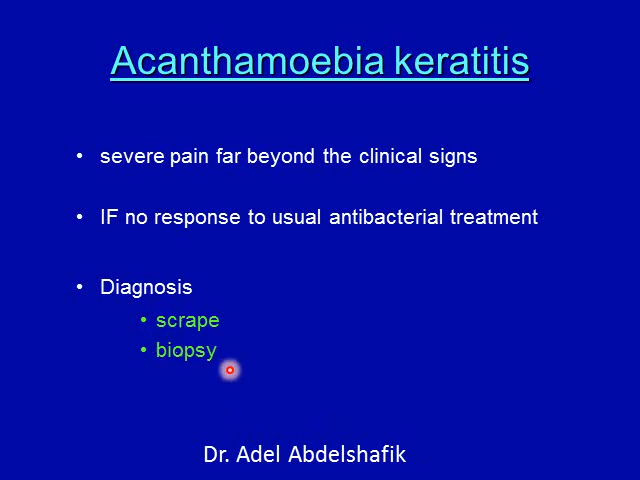 Acanthamoebia keratitis
• severe pain far beyond the clinical signs
• IF no response to usual antibacterial treatment
• Diagnosis
• scrape
• biopsy
Dr. Adel Abdelshafik